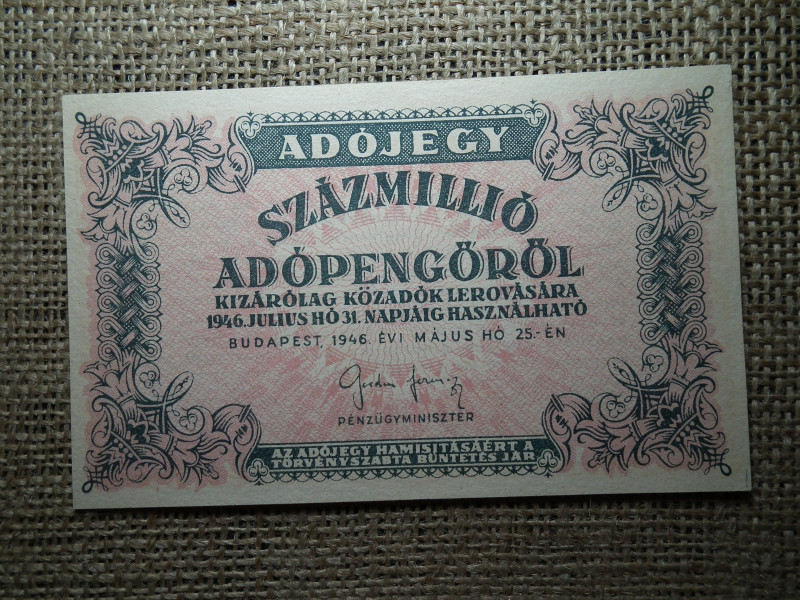 ADÓJEGY
SZÁZMILLIÓ
ADÓPENGŐRŐL
KIZÁRÓLAG KÖZADÓK LEROVÁSÁRA
1946. JULIUS HÓ 31. NAPJÁIG HASZNÁLHATÓ
BUDAPEST, 1946. ÉVI MÁJUS HÓ 25.-ÉN
PÉNZÜGYMINISZTER
AZ ADÓJEGY HAMISÍTÁSÁÉRT A
TÖRVÉNYSZABTA BÜNTETÉS JÁR